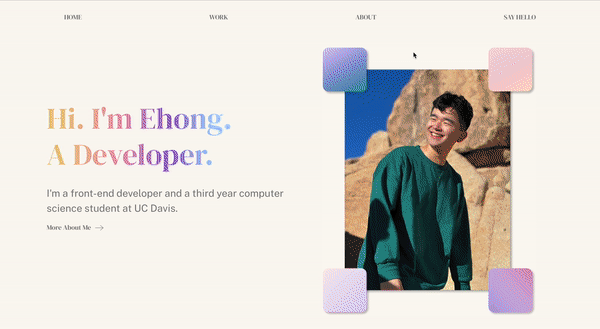 HOME WORK ABOUT SAY HELLO
Hi. I'm Ehong.
A Developer.
I'm a front-end developer and a third year computer
science student at UC Davis.
More About Me →